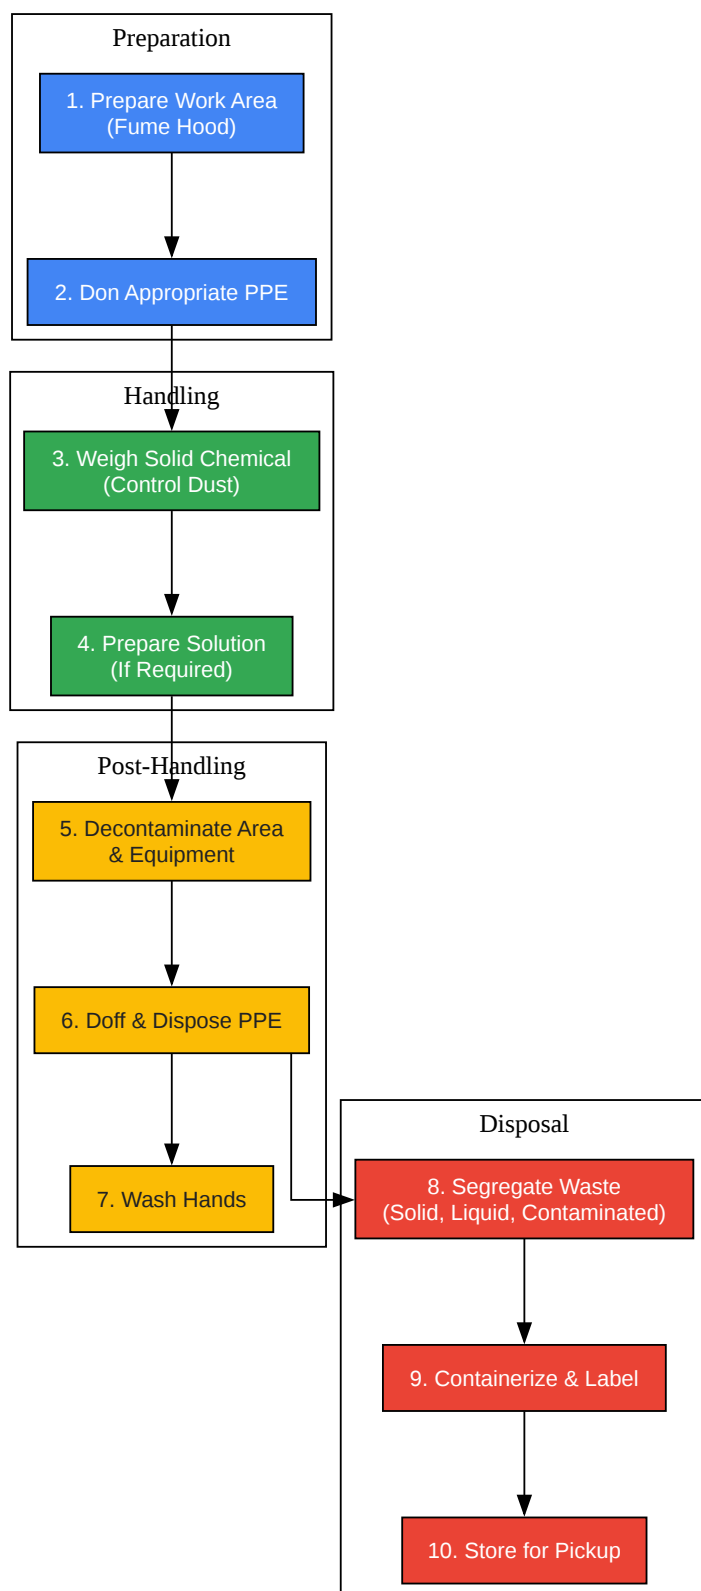 Preparation
1. Prepare Work Area
(Fume Hood)
2. Don Appropriate PPE
Handling
3. Weigh Solid Chemical
(Control Dust)
4. Prepare Solution
(If Required)
Post-Handling
5. Decontaminate Area
& Equipment
6. Doff & Dispose PPE
7. Wash Hands
Disposal
8. Segregate Waste
(Solid, Liquid, Contaminated)
9. Containerize & Label
10. Store for Pickup